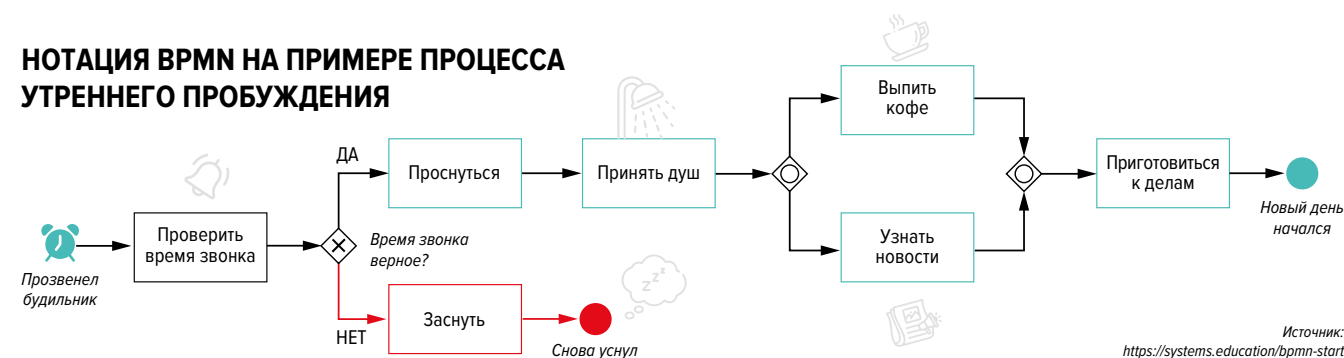 НОТАЦИЯ BPMN НА ПРИМЕРЕ ПРОЦЕССА
УТРЕННЕГО ПРОБУЖДЕНИЯ
Прозвенел
будильник
Проверить
время звонка
Время звонка
верное?
ДА
Проснуться
Принять душ
НЕТ
Заснуть
zzz
Снова уснул
Выпить
кофе
Узнать
новости
Приготовиться
к делам
Новый день
начался
Источник:
https://systems.education/bpmn-start